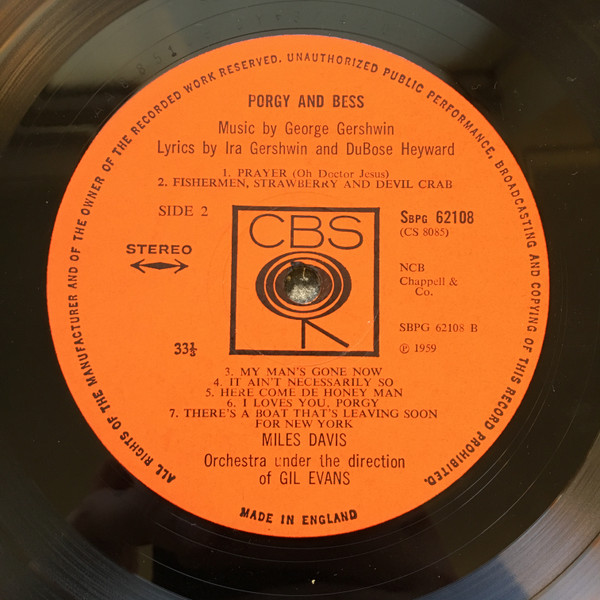 ALL RIGHTS OF THE MANUFACTURER AND OF THE OWNER OF THE RECORDED WORK RESERVED. UNAUTHORIZED PUBLIC PERFORMANCE, BROADCASTING AND COPYING OF THIS RECORD PROHIBITED.
PORGY AND BESS
Music by George Gershwin
Lyrics by Ira Gershwin and DuBose Heyward
1. PRAYER (Oh Doctor Jesus)
2. FISHERMEN, STRAWBERRY AND DEVIL CRAB
SIDE 2
CBS
SBPG 62108
(CS 8085)
STEREO
NCB
Chappell &
Co.
SBPG 62108 B
33⅓
℗ 1959
3. MY MAN'S GONE NOW
4. IT AIN'T NECESSARILY SO
5. HERE COME DE HONEY MAN
6. I LOVES YOU, PORGY
7. THERE'S A BOAT THAT'S LEAVING SOON
FOR NEW YORK
MILES DAVIS
Orchestra under the direction
of GIL EVANS
MADE IN ENGLAND